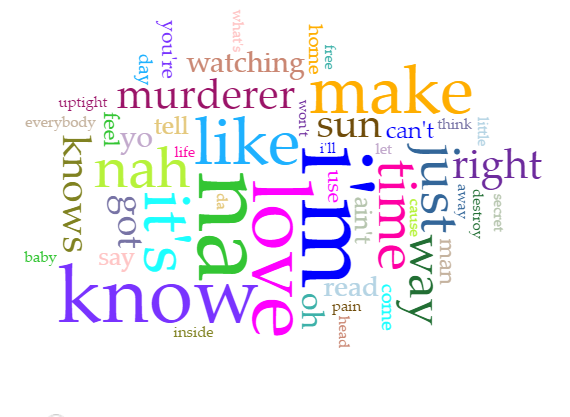 what's
you're
home
free
day
watching
murderer
make
uptight
won't
sun
everybody
feel
yo
tell
like
can't
think
little
knows
nah
life
i'll
let
just
right
i'm
time
use
na
love
it's
got
da
ain't
cause
away
destroy
secret
baby
say
know
oh
read
pain
head
come
way
man
inside